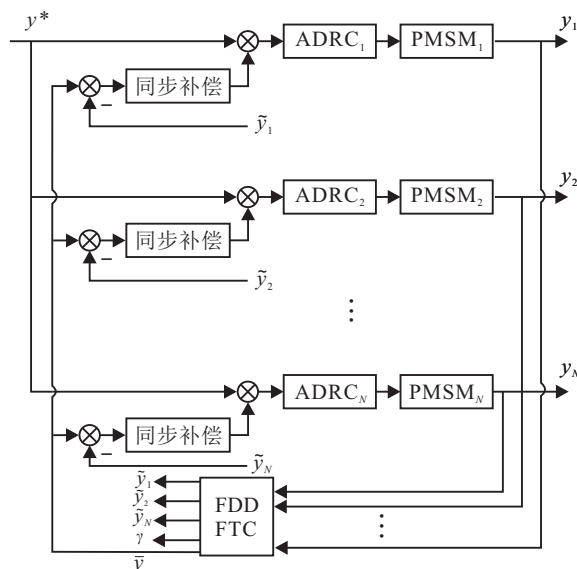 y* ADRC₁ PMSM₁ y₁
同步补偿
−
ỹ₁
ADRC₂ PMSM₂ y₂
同步补偿
−
ỹ₂
⋮
ADRC_N PMSM_N y_N
同步补偿
−
ỹ_N
ỹ₁
ỹ₂
ỹ_N
γ
ȳ
FDD
FTC
⋮